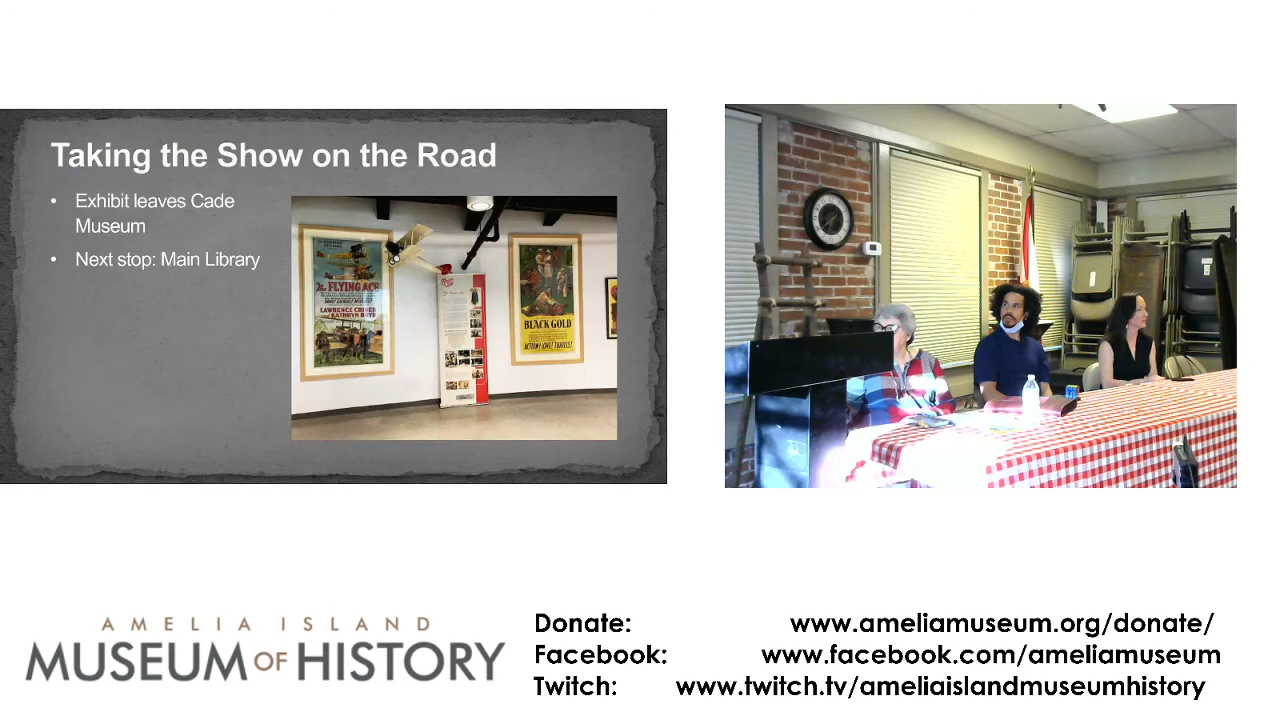 Taking the Show on the Road
• Exhibit leaves Cade
Museum
• Next stop: Main Library
The FLYING ACE
LAWRENCE CRINER
AND KATHRYN BOYD
BLACK GOLD
AMELIA ISLAND
MUSEUM OF HISTORY
Donate: www.ameliamuseum.org/donate/
Facebook: www.facebook.com/ameliamuseum
Twitch: www.twitch.tv/ameliaislandmuseumhistory